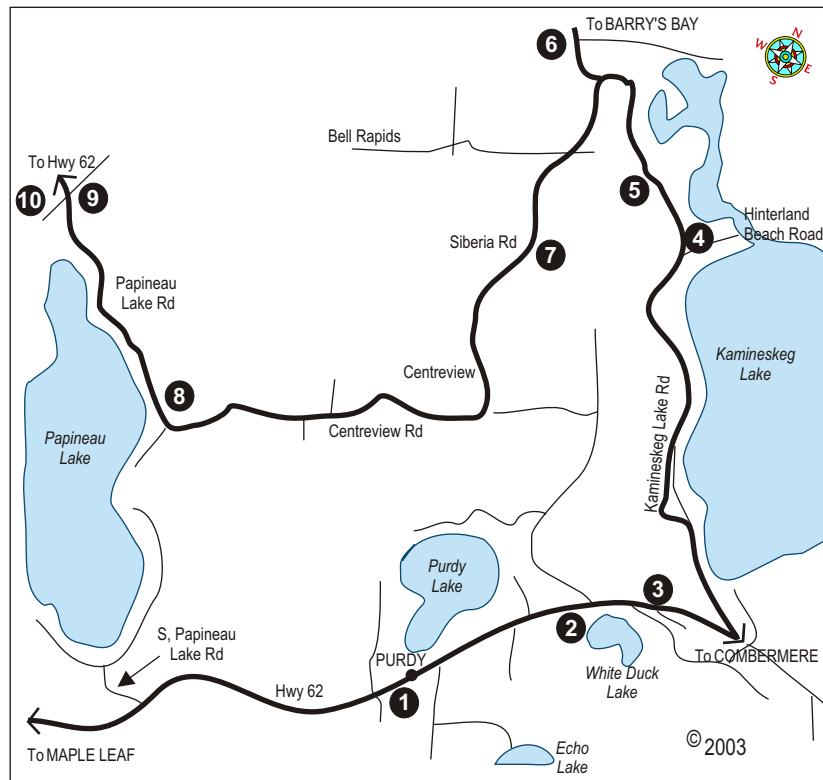 To BARRY'S BAY
6
N
W
E
S
Bell Rapids
To Hwy 62
10
9
5
Hinterland
Beach Road
4
Siberia Rd
7
Papineau
Lake Rd
Kamineskeg
Lake
Centreview
8
Centreview Rd
Kamineskeg Lake Rd
Papineau
Lake
Purdy
Lake
3
2
S, Papineau
Lake Rd
PURDY
To COMBERMERE
White Duck
Lake
Hwy 62
1
To MAPLE LEAF
Echo
Lake
© 2003